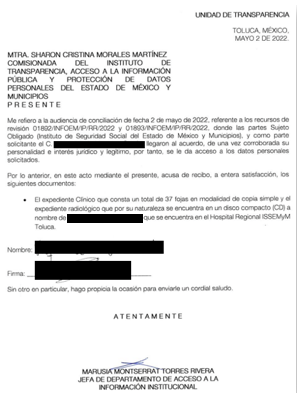 UNIDAD DE TRANSPARENCIA
TOLUCA, MÉXICO,
MAYO 2 DE 2022.
MTRA. SHARON CRISTINA MORALES MARTÍNEZ
COMISIONADA DEL INSTITUTO DE
TRANSPARENCIA, ACCESO A LA INFORMACIÓN
PÚBLICA Y PROTECCIÓN DE DATOS
PERSONALES DEL ESTADO DE MÉXICO Y
MUNICIPIOS
P R E S E N T E
Me refiero a la audiencia de conciliación de fecha 2 de mayo de 2022, referente a los recursos de
revisión 01892/INFOEM/IP/RR/2022 y 01893/INFOEM/IP/RR/2022, donde las partes Sujeto
Obligado (Instituto de Seguridad Social del Estado de México y Municipios), y como parte
solicitante el C. llegaron al acuerdo, de una vez corroborada su
personalidad e interés jurídico y legítimo, por tanto, se le da acceso a los datos personales
solicitados.
Por lo anterior, en este acto mediante el presente, acusa de recibo, a entera satisfacción, los
siguientes documentos:
• El expediente Clínico que consta un total de 37 fojas en modalidad de copia simple y el
expediente radiológico que por su naturaleza se encuentra en un disco compacto (CD) a
nombre de que se encuentra en el Hospital Regional ISSEMyM
de Toluca.
Nombre:
Firma:
Sin otro en particular, hago propicia la ocasión para enviarle un cordial saludo.
A T E N T A M E N T E
MARUSIA MONTSERRAT TORRES RIVERA
JEFA DE DEPARTAMENTO DE ACCESO A LA
INFORMACIÓN INSTITUCIONAL